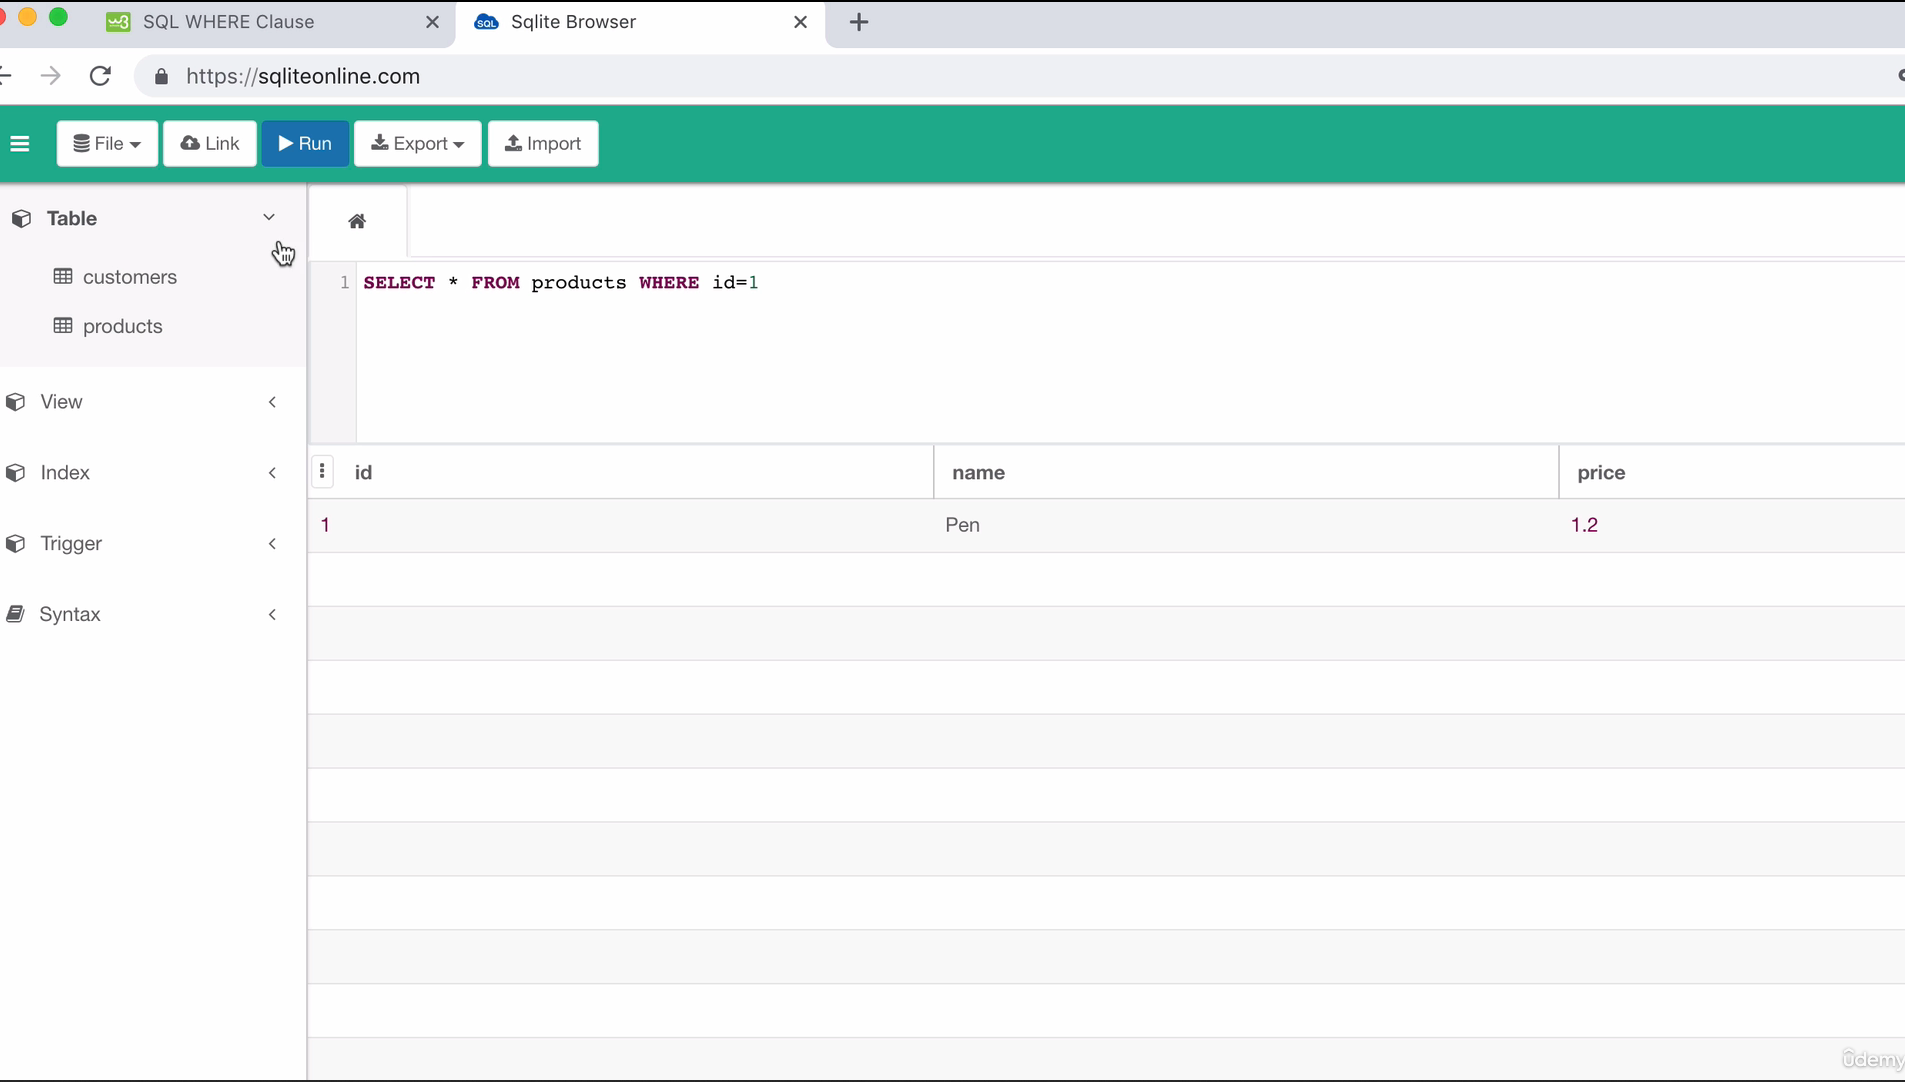 SQL WHERE Clause
Sqlite Browser
https://sqliteonline.com
File
Link
Run
Export
Import
Table
customers
products
View
Index
Trigger
Syntax
1 SELECT * FROM products WHERE id=1
id name price
1 Pen 1.2
ûdemy